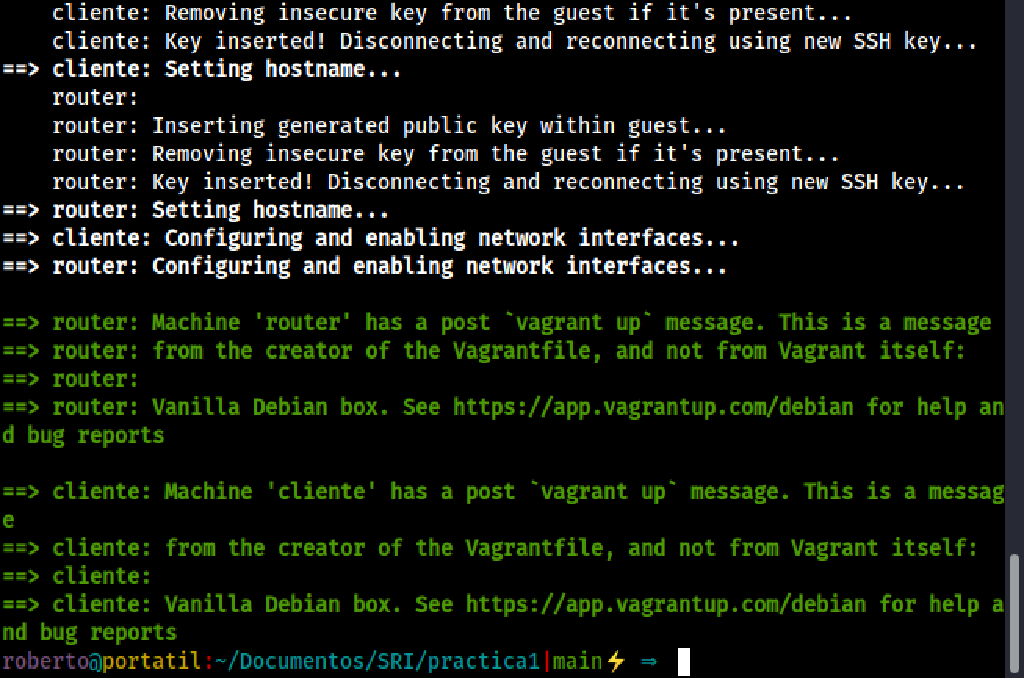 cliente: Removing insecure key from the guest if it's present...
cliente: Key inserted! Disconnecting and reconnecting using new SSH key...
==> cliente: Setting hostname...
router:
router: Inserting generated public key within guest...
router: Removing insecure key from the guest if it's present...
router: Key inserted! Disconnecting and reconnecting using new SSH key...
==> router: Setting hostname...
==> cliente: Configuring and enabling network interfaces...
==> router: Configuring and enabling network interfaces...
==> router: Machine 'router' has a post `vagrant up` message. This is a message
==> router: from the creator of the Vagrantfile, and not from Vagrant itself:
==> router:
==> router: Vanilla Debian box. See https://app.vagrantup.com/debian for help an
d bug reports
==> cliente: Machine 'cliente' has a post `vagrant up` message. This is a messag
e
==> cliente: from the creator of the Vagrantfile, and not from Vagrant itself:
==> cliente:
==> cliente: Vanilla Debian box. See https://app.vagrantup.com/debian for help a
nd bug reports
roberto@portatil:~/Documentos/SRI/practica1|main⚡ ⇒